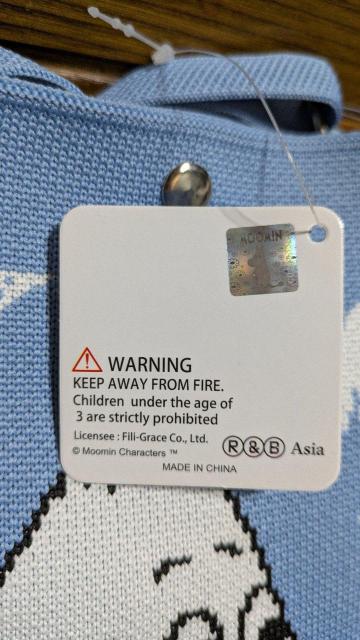 MOOMIN
WARNING
KEEP AWAY FROM FIRE.
Children under the age of
3 are strictly prohibited
Licensee : Fili-Grace Co., Ltd.
© Moomin Characters ™
R&B Asia
MADE IN CHINA